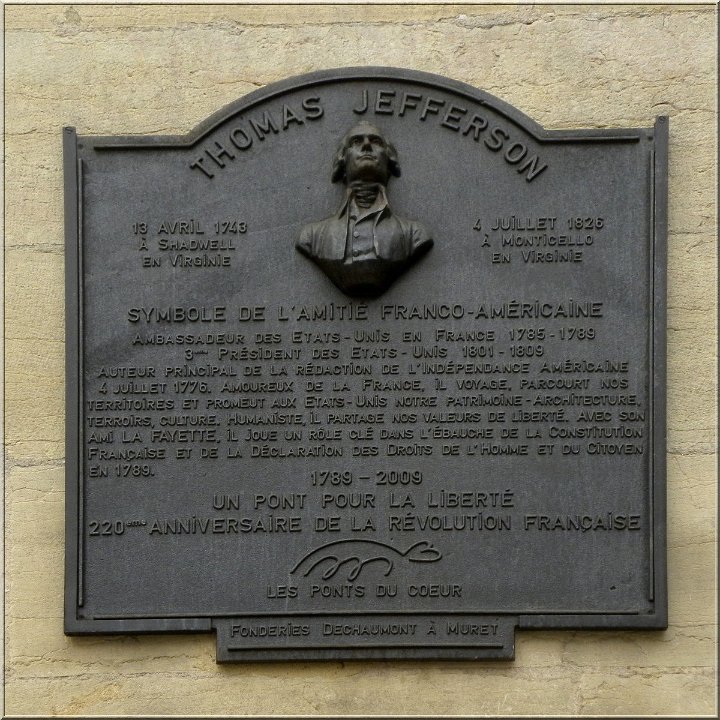 THOMAS JEFFERSON
13 AVRIL 1743
À SHADWELL
EN VIRGINIE
4 JUILLET 1826
À MONTICELLO
EN VIRGINIE
SYMBOLE DE L'AMITIÉ FRANCO-AMÉRICAINE
AMBASSADEUR DES ETATS-UNIS EN FRANCE 1785-1789
3ème PRÉSIDENT DES ETATS-UNIS 1801-1809
AUTEUR PRINCIPAL DE LA RÉDACTION DE L'INDÉPENDANCE AMÉRICAINE
4 JUILLET 1776. AMOUREUX DE LA FRANCE, IL VOYAGE, PARCOURT NOS
TERRITOIRES ET PROMEUT AUX ETATS-UNIS NOTRE PATRIMOINE-ARCHITECTURE,
TERROIRS, CULTURE. HUMANISTE, IL PARTAGE NOS VALEURS DE LIBERTÉ. AVEC SON
AMI LA FAYETTE, IL JOUE UN RÔLE CLÉ DANS L'ÉBAUCHE DE LA CONSTITUTION
FRANÇAISE ET DE LA DÉCLARATION DES DROITS DE L'HOMME ET DU CITOYEN
EN 1789.
1789 – 2009
UN PONT POUR LA LIBERTÉ
220ème ANNIVERSAIRE DE LA RÉVOLUTION FRANÇAISE
LES PONTS DU COEUR
FONDERIES DECHAUMONT À MURET